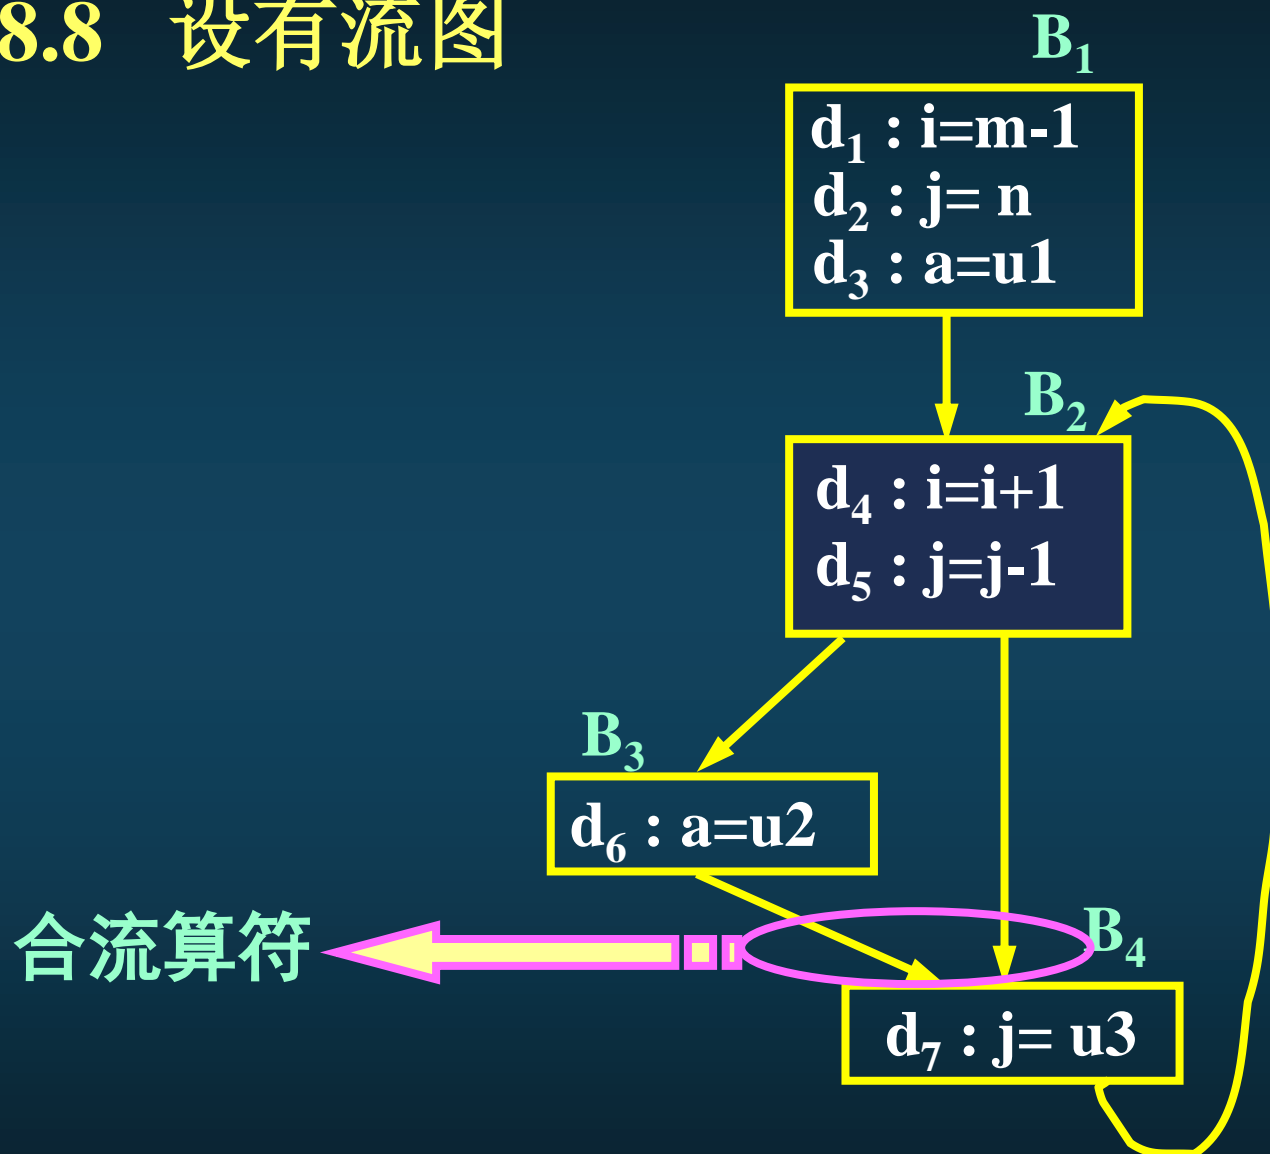 8.8 设有流图
B₁
d₁ : i=m-1
d₂ : j= n
d₃ : a=u1
B₂
d₄ : i=i+1
d₅ : j=j-1
B₃
d₆ : a=u2
合流算符
B₄
d₇ : j= u3